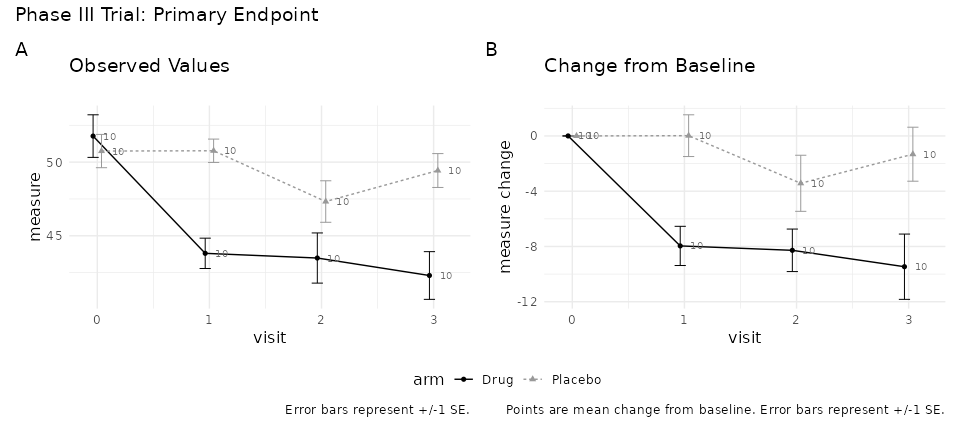 Phase III Trial: Primary Endpoint
A
Observed Values
measure
50
45
10
10
10
10
10
10
10
10
0 1 2 3
visit
B
Change from Baseline
measure change
0
-4
-8
-12
10
10
10
10
10
10
10
10
0 1 2 3
visit
arm Drug Placebo
Error bars represent +/-1 SE.
Points are mean change from baseline. Error bars represent +/-1 SE.